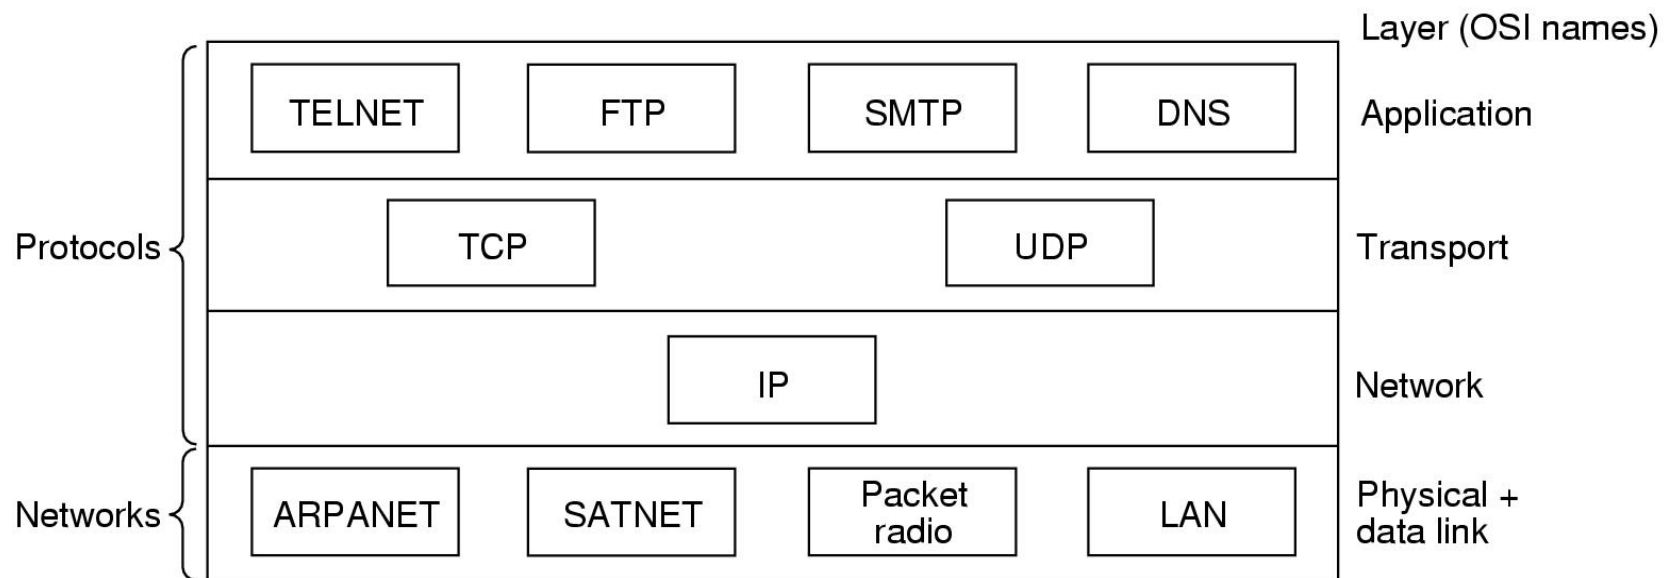 Layer (OSI names)
TELNET
FTP
SMTP
DNS
Application
Protocols
TCP
UDP
Transport
IP
Network
Networks
ARPANET
SATNET
Packet
radio
LAN
Physical +
data link